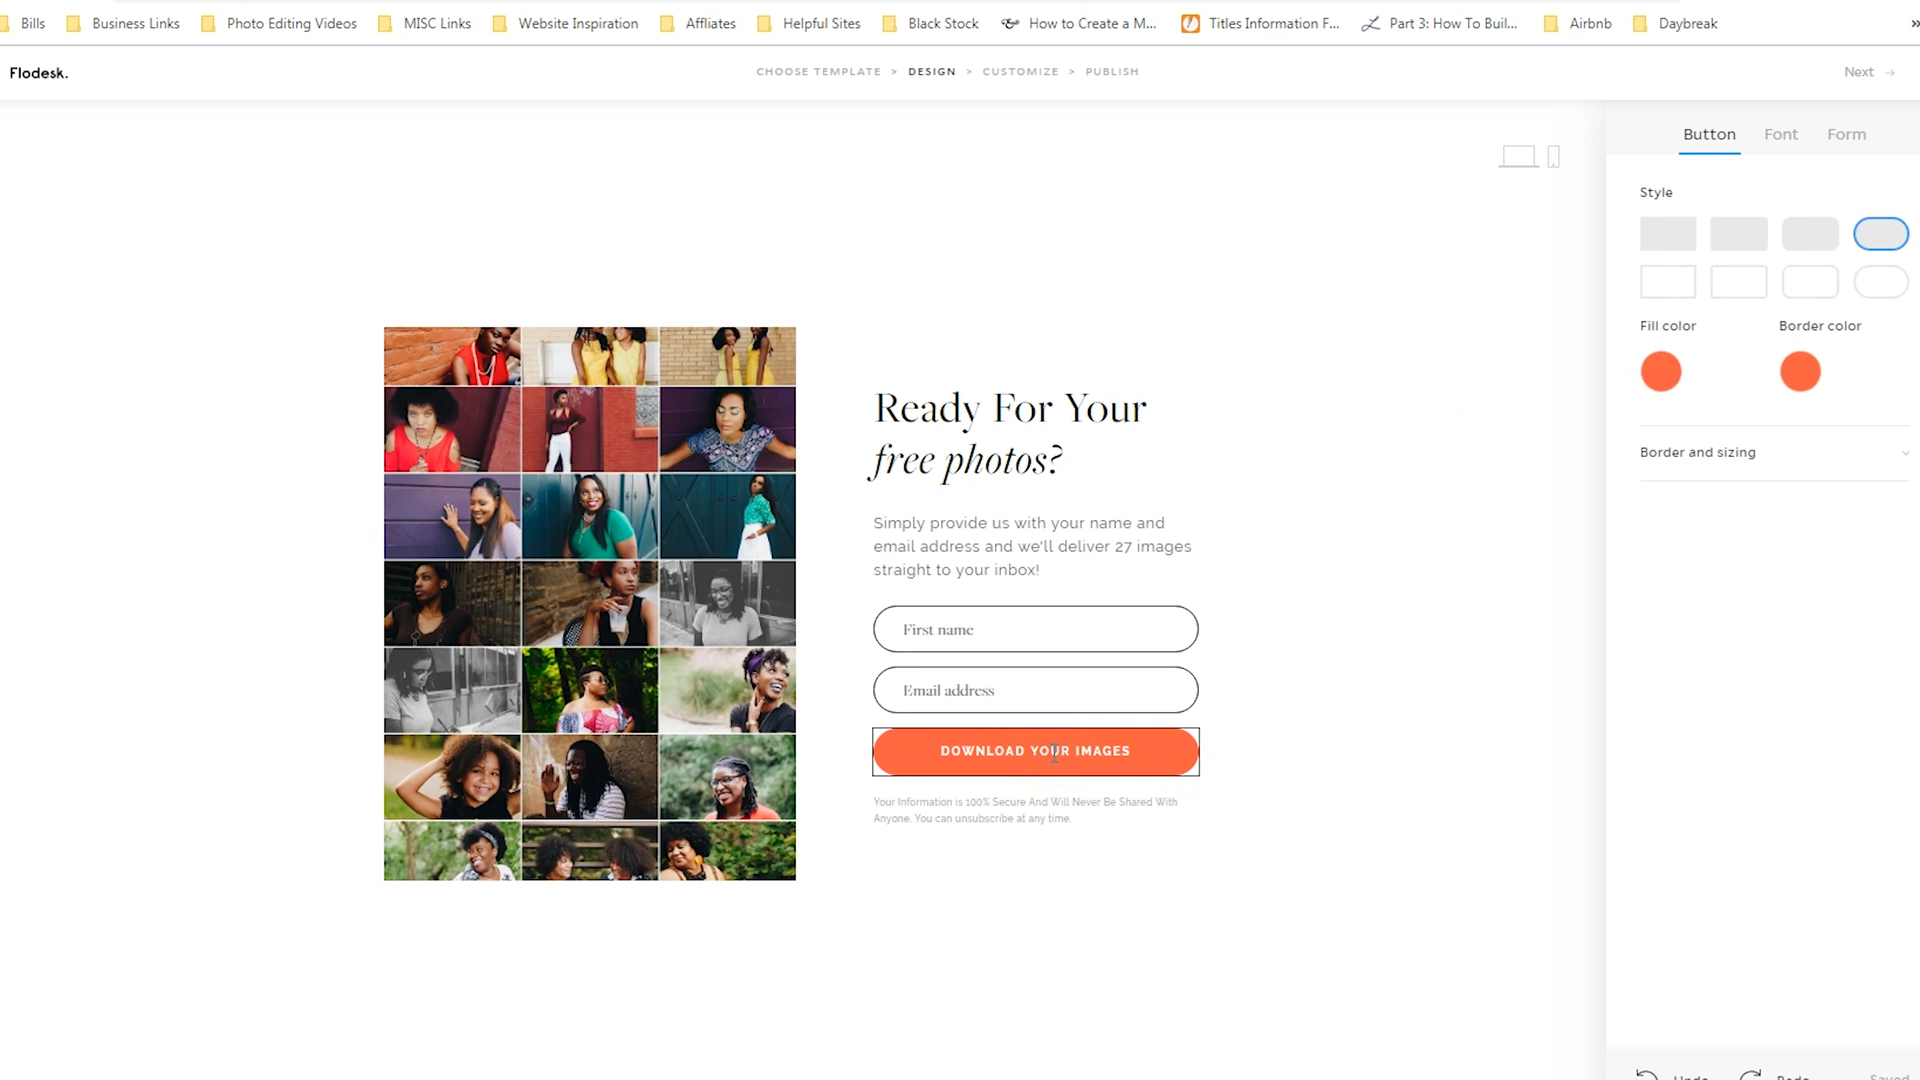 Bills Business Links Photo Editing Videos MISC Links Website Inspiration Affliates Helpful Sites Black Stock How to Create a M... Titles Information F... Part 3: How To Buil... Airbnb Daybreak »
Flodesk. CHOOSE TEMPLATE > DESIGN > CUSTOMIZE > PUBLISH Next →
Button Font Form
Style
Fill color Border color
Border and sizing
Ready For Your
free photos?
Simply provide us with your name and
email address and we'll deliver 27 images
straight to your inbox!
First name
Email address
DOWNLOAD YOUR IMAGES
Your Information is 100% Secure And Will Never Be Shared With
Anyone. You can unsubscribe at any time.
Undo Redo Saved